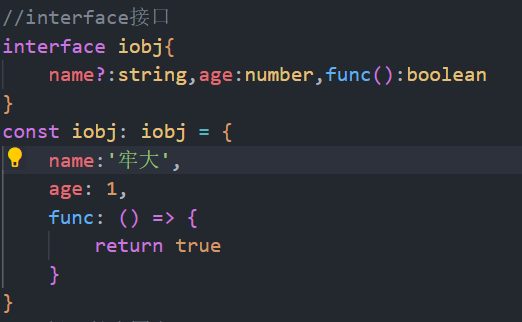 //interface接口
interface iobj{
    name?:string,age:number,func():boolean
}
const iobj: iobj = {
    name:'牢大',
    age: 1,
    func: () => {
        return true
    }
}